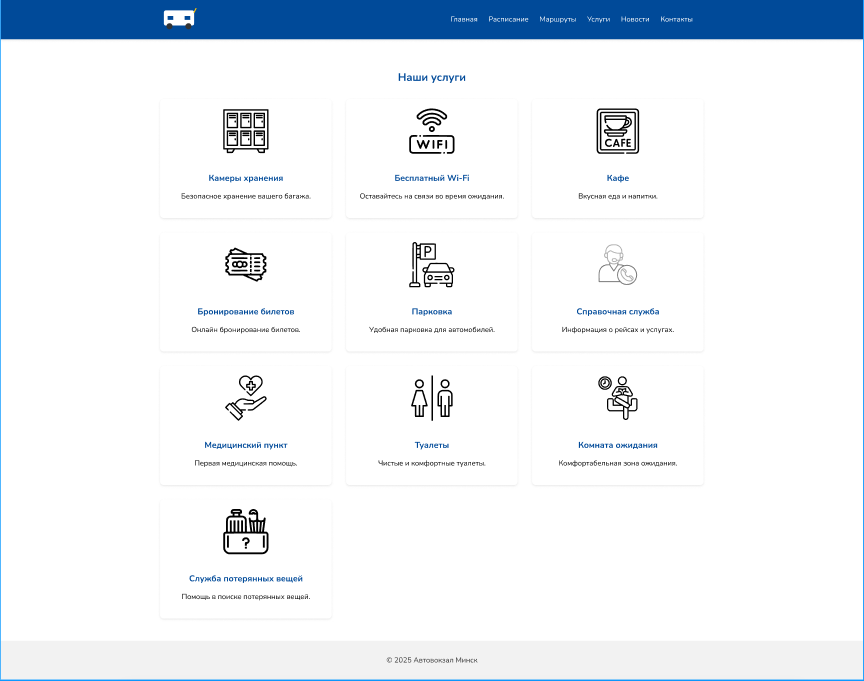 Главная Расписание Маршруты Услуги Новости Контакты
Наши услуги
WIFI
CAFE
Камеры хранения
Бесплатный Wi-Fi
Кафе
Безопасное хранение вашего багажа.
Оставайтесь на связи во время ожидания.
Вкусная еда и напитки.
P
Бронирование билетов
Парковка
Справочная служба
Онлайн бронирование билетов.
Удобная парковка для автомобилей.
Информация о рейсах и услугах.
Медицинский пункт
Туалеты
Комната ожидания
Первая медицинская помощь.
Чистые и комфортные туалеты.
Комфортабельная зона ожидания.
?
Служба потерянных вещей
Помощь в поиске потерянных вещей.
© 2025 Автовокзал Минск